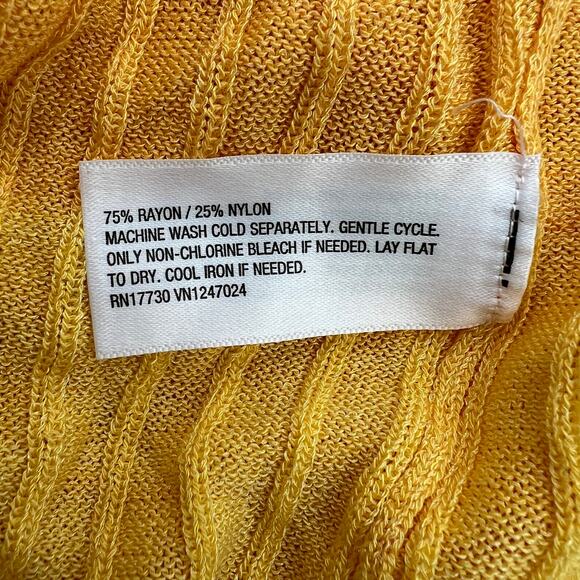 75% RAYON / 25% NYLON
MACHINE WASH COLD SEPARATELY. GENTLE CYCLE.
ONLY NON-CHLORINE BLEACH IF NEEDED. LAY FLAT
TO DRY. COOL IRON IF NEEDED.
RN17730 VN1247024